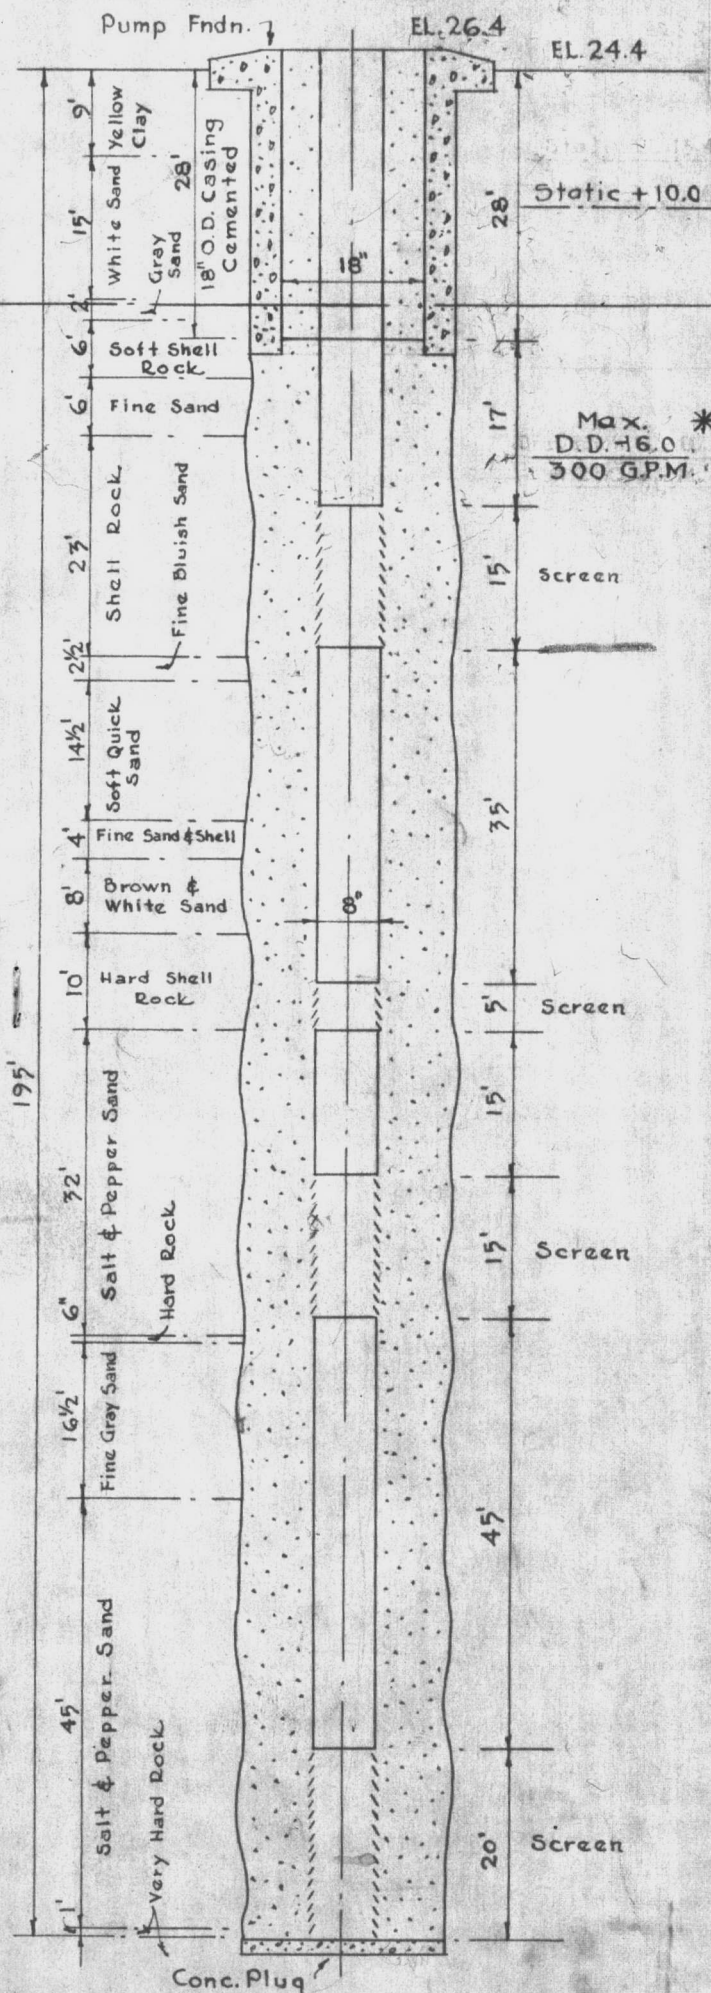 Pump Fndn.
EL. 26.4
EL. 24.4
9'
Yellow
Clay
15'
White Sand
2'
Gray
Sand
28'
18" O.D. Casing
Cemented
18"
28'
Static + 10.0
6'
Soft Shell
Rock
6'
Fine Sand
17'
Max. *
D.D. -16.0
300 G.P.M.
23'
Shell Rock
2½'
Fine Bluish Sand
15'
Screen
14½'
Soft Quick
Sand
35'
4'
Fine Sand & Shell
8'
Brown &
White Sand
8"
10'
Hard Shell
Rock
5'
Screen
195'
15'
32'
Salt & Pepper Sand
6"
Hard Rock
15'
Screen
16½'
Fine Gray Sand
45'
45'
Salt & Pepper Sand
1'
Very Hard Rock
20'
Screen
Conc. Plug